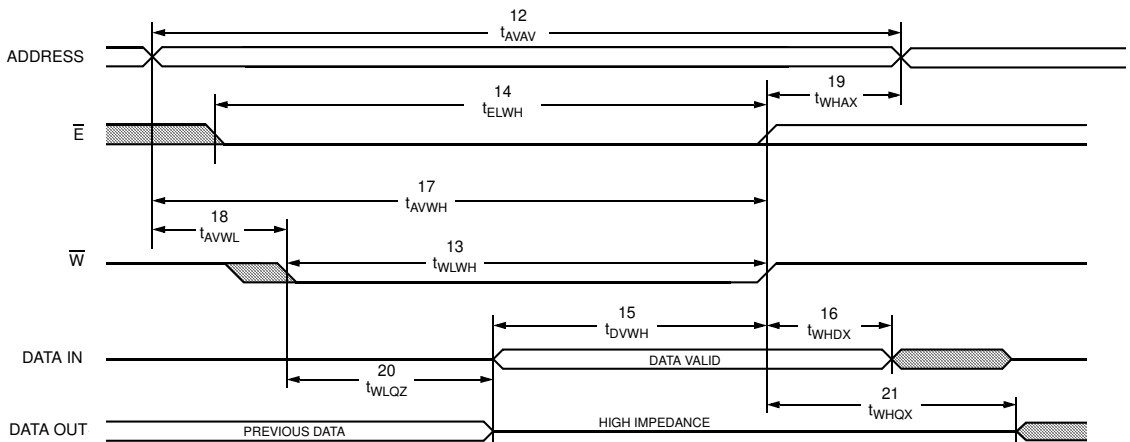 12
tAVAV
ADDRESS
19
tWHAX
14
tELWH
E
17
tAVWH
18
tAVWL
13
tWLWH
W
15
tDVWH
16
tWHDX
DATA IN
DATA VALID
20
tWLQZ
21
tWHQX
DATA OUT
PREVIOUS DATA
HIGH IMPEDANCE